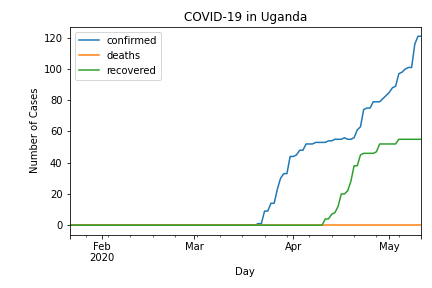 COVID-19 in Uganda
confirmed
deaths
recovered
Number of Cases
120
100
80
60
40
20
0
Feb
2020
Mar
Apr
May
Day